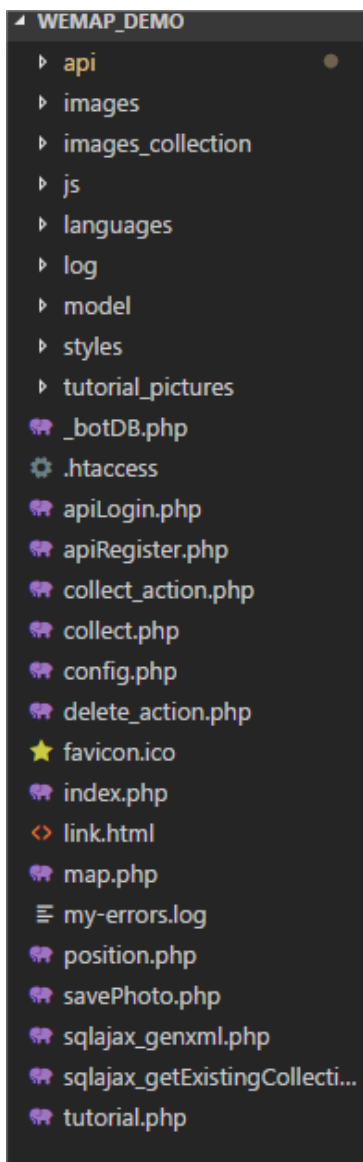 WEMAP_DEMO
api
images
images_collection
js
languages
log
model
styles
tutorial_pictures
_botDB.php
.htaccess
apiLogin.php
apiRegister.php
collect_action.php
collect.php
config.php
delete_action.php
favicon.ico
index.php
link.html
map.php
my-errors.log
position.php
savePhoto.php
sqlajax_genxml.php
sqlajax_getExistingCollecti...
tutorial.php